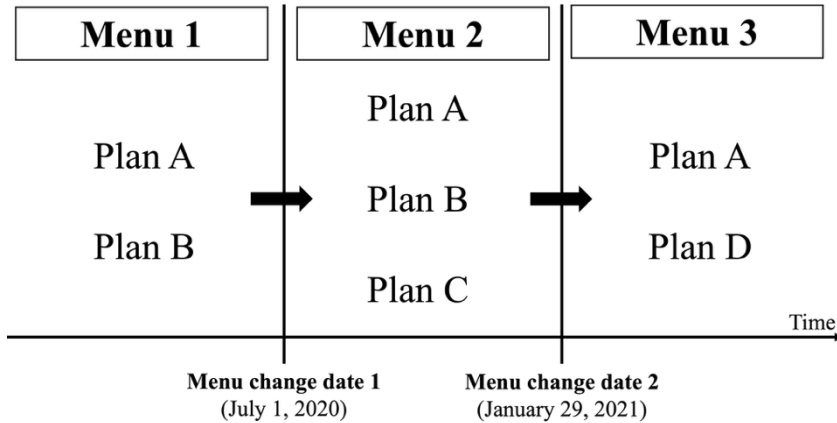 Menu 1
Menu 2
Menu 3
Plan A
Plan B
Plan A
Plan B
Plan C
Plan A
Plan D
Time
Menu change date 1
(July 1, 2020)
Menu change date 2
(January 29, 2021)